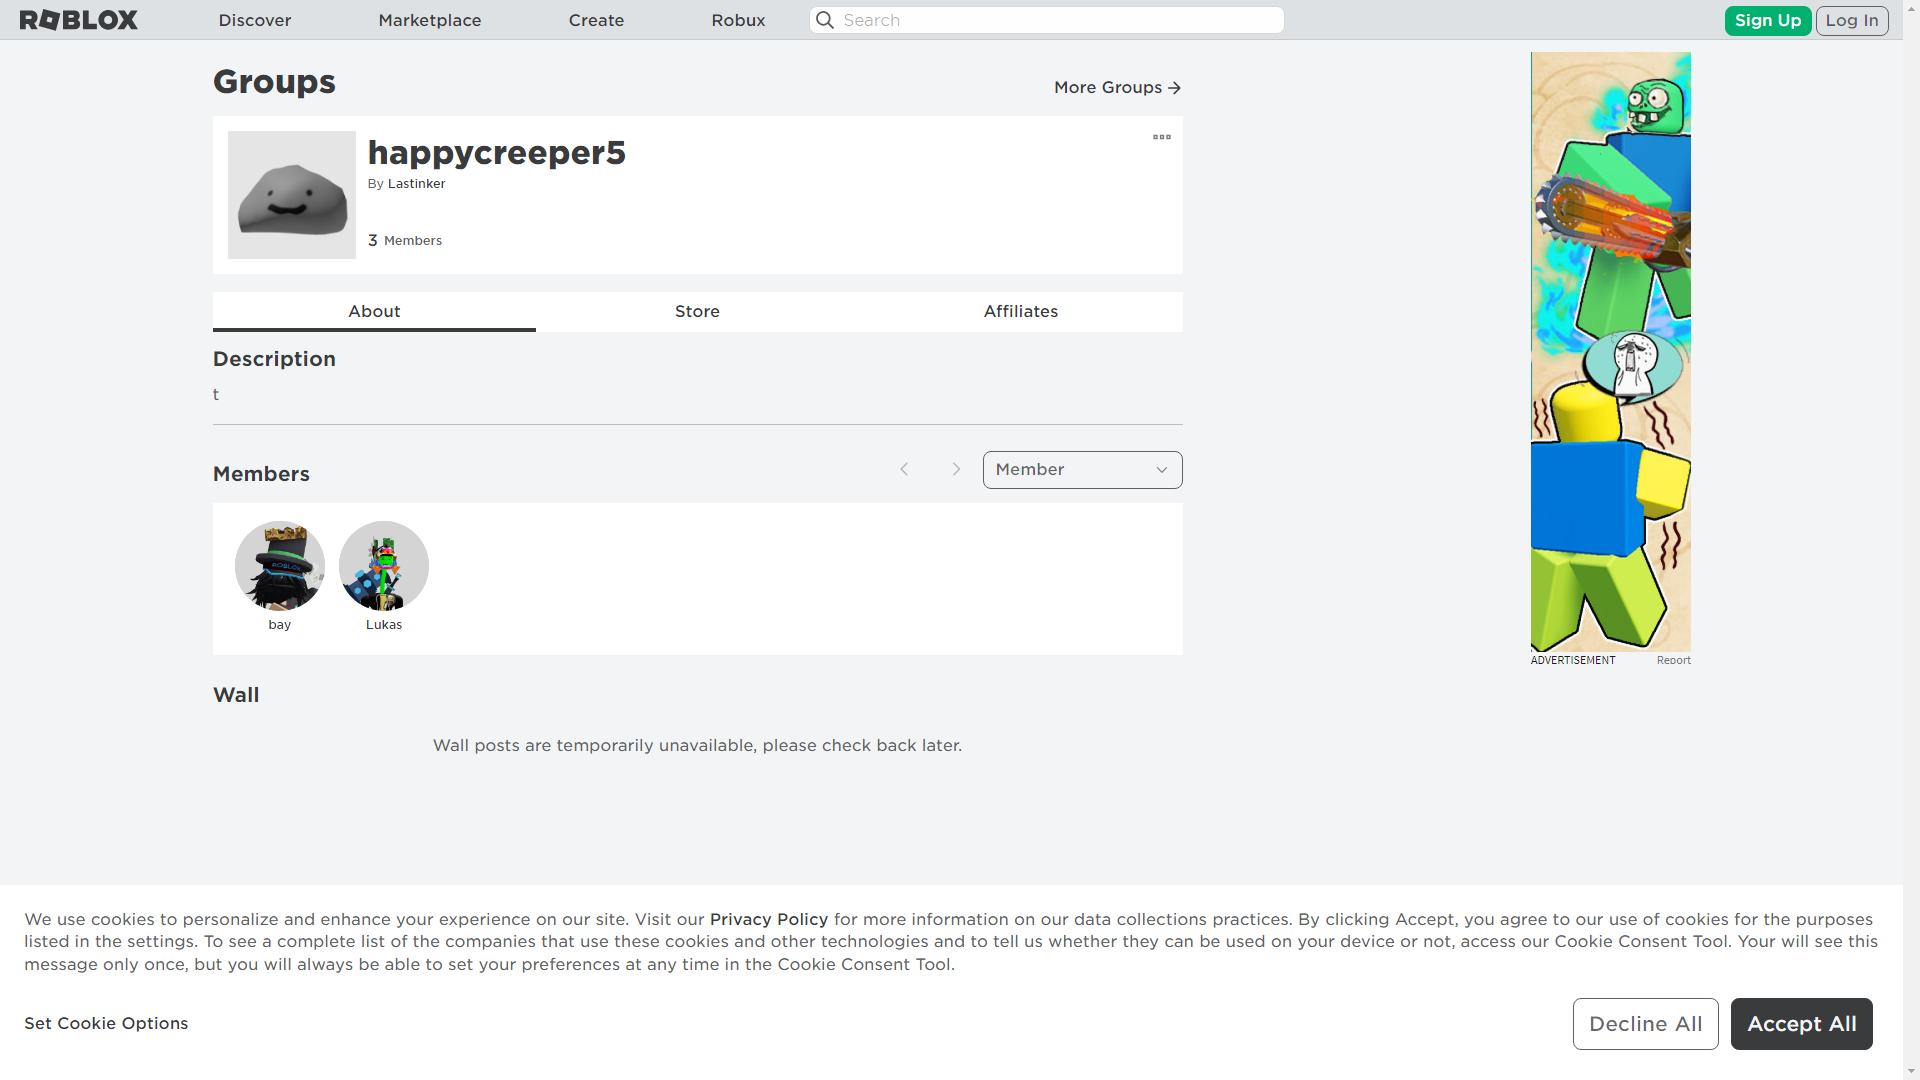 ROBLOX
Discover
Marketplace
Create
Robux
Search
Sign Up
Log In
Groups
More Groups
happycreeper5
By Lastinker
3 Members
About
Store
Affiliates
Description
t
Members
Member
ROBLOX
bay
Lukas
ADVERTISEMENT
Report
Wall
Wall posts are temporarily unavailable, please check back later.
We use cookies to personalize and enhance your experience on our site. Visit our Privacy Policy for more information on our data collections practices. By clicking Accept, you agree to our use of cookies for the purposes
listed in the settings. To see a complete list of the companies that use these cookies and other technologies and to tell us whether they can be used on your device or not, access our Cookie Consent Tool. Your will see this
message only once, but you will always be able to set your preferences at any time in the Cookie Consent Tool.
Set Cookie Options
Decline All
Accept All